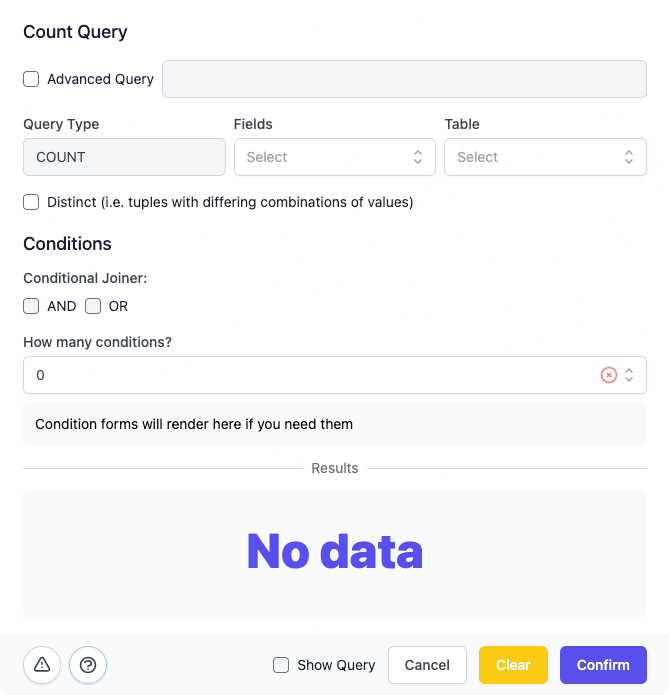 Count Query
Advanced Query
Query Type Fields Table
COUNT Select Select
Distinct (i.e. tuples with differing combinations of values)
Conditions
Conditional Joiner:
AND OR
How many conditions?
0
Condition forms will render here if you need them
Results
No data
Show Query Cancel Clear Confirm